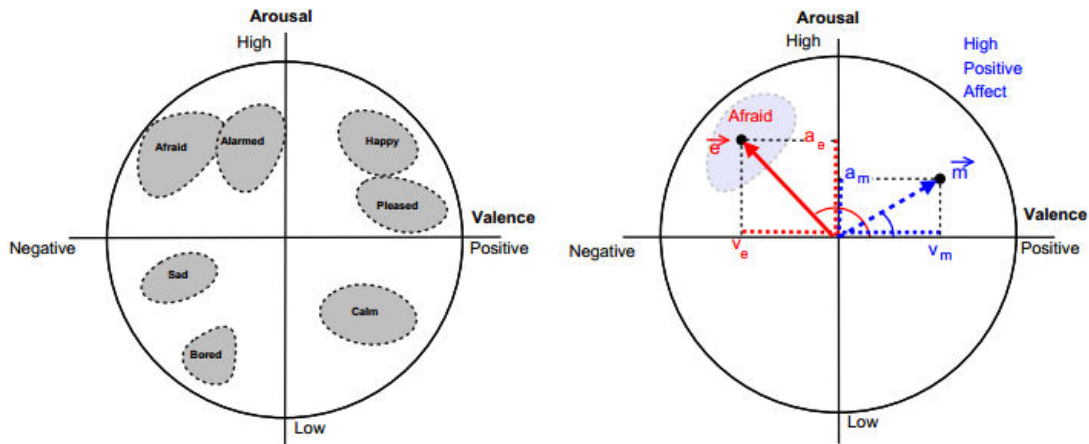 Arousal
High
Afraid
Alarmed
Happy
Pleased
Valence
Negative
Positive
Sad
Calm
Bored
Low
Arousal
High
High
Positive
Affect
Afraid
e
a e
a m
m
Valence
Negative
Positive
v e
v m
Low